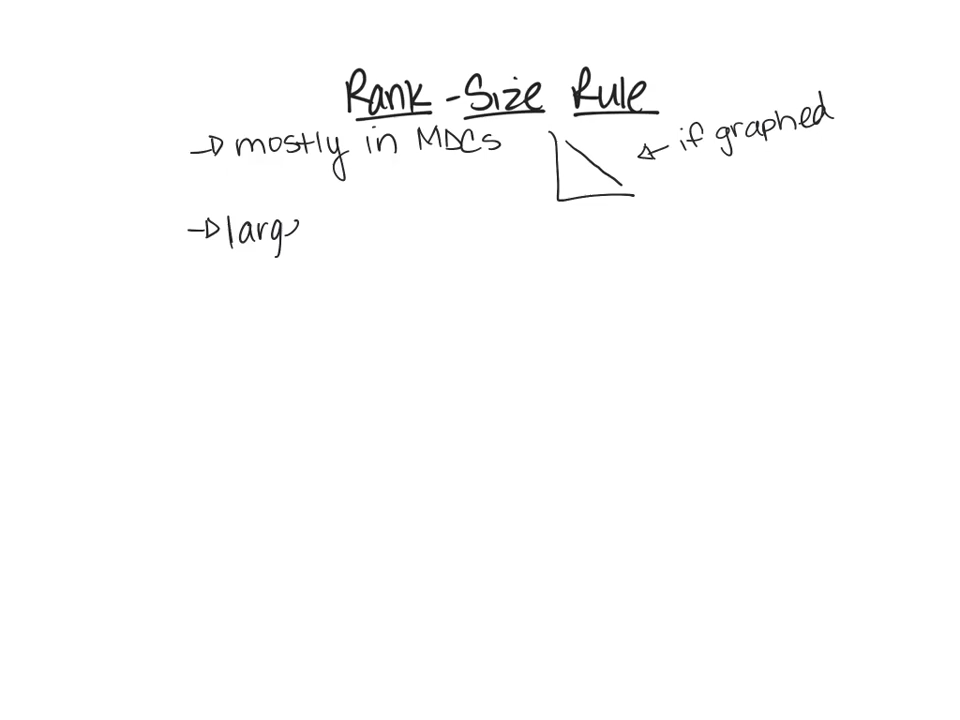 Rank-Size Rule
→ mostly in MDCs
← if graphed
→ larg